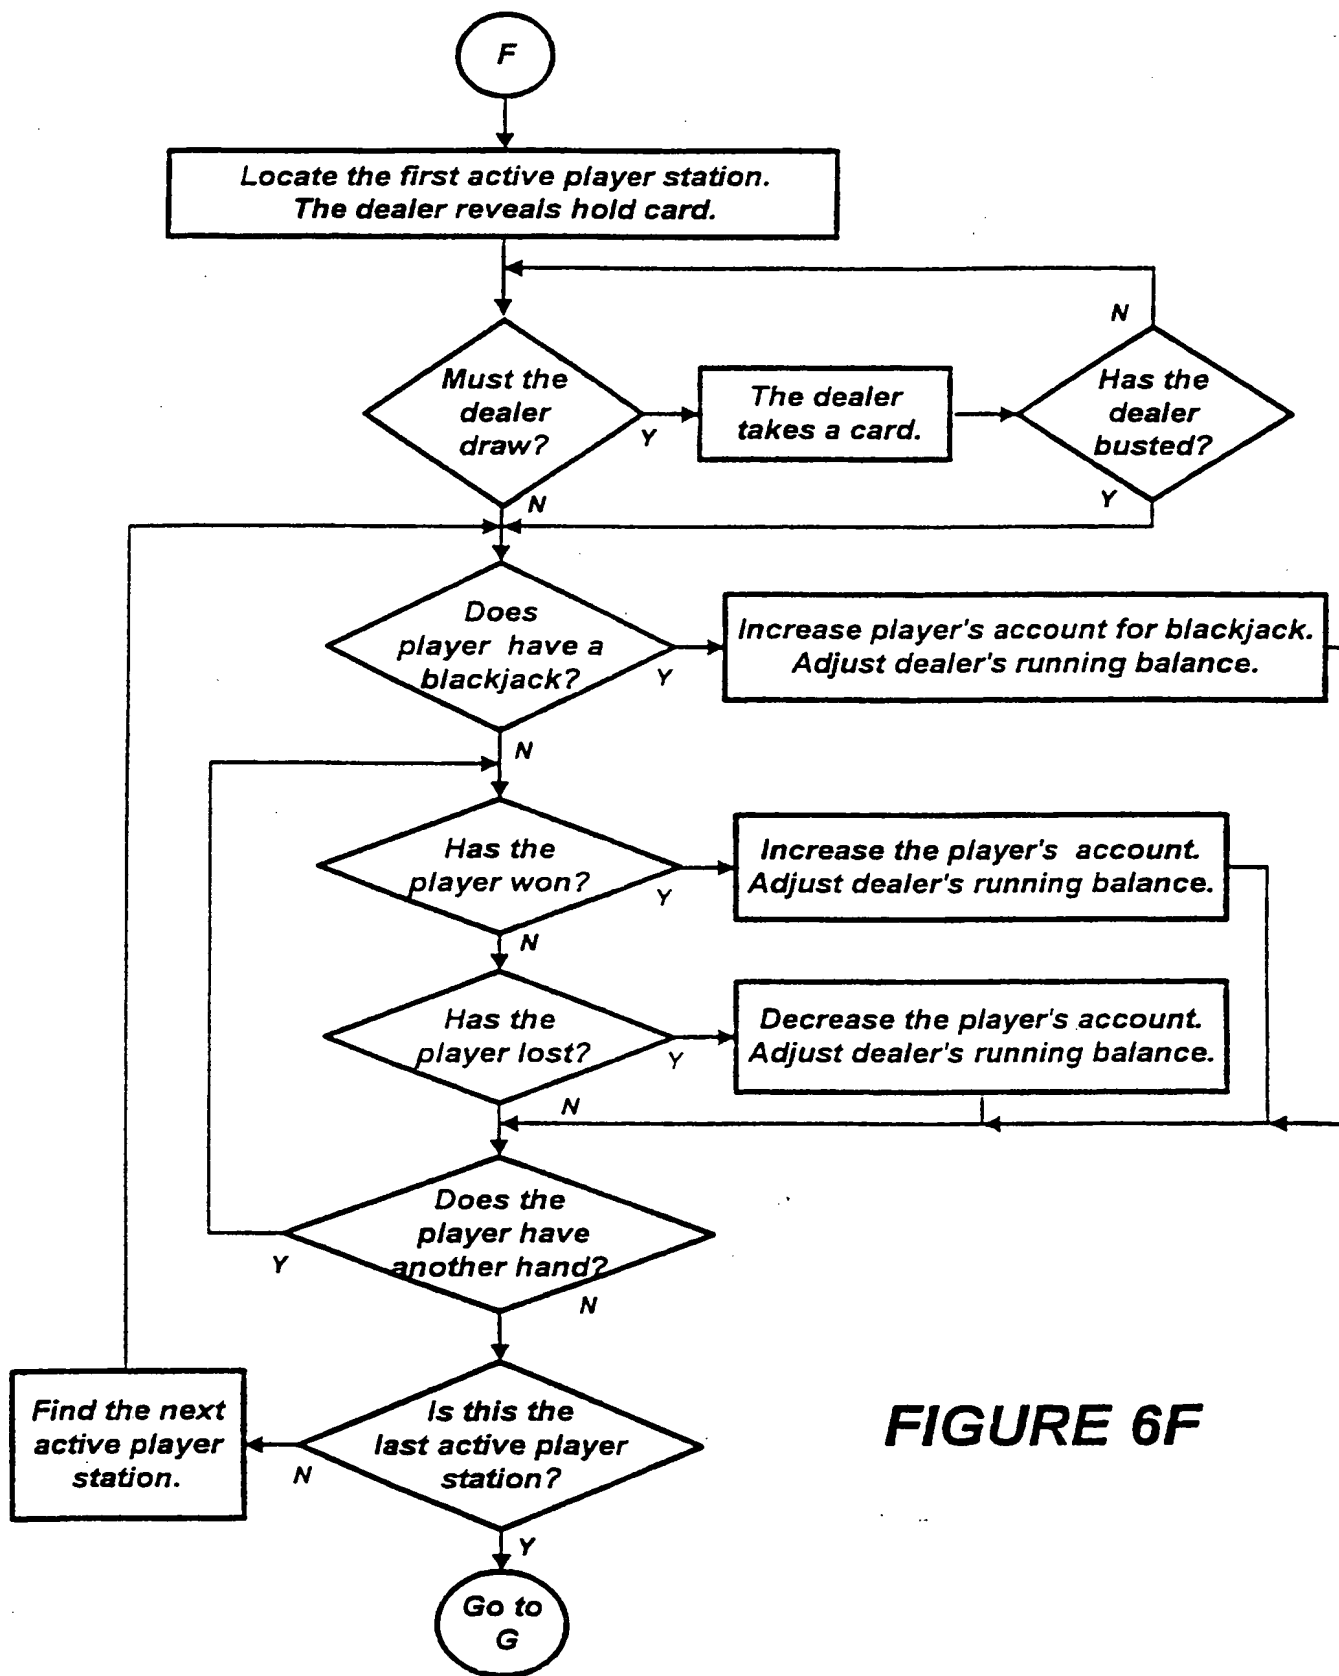 F
Locate the first active player station.
The dealer reveals hold card.
N
Must the
dealer
draw?
Y
The dealer
takes a card.
Has the
dealer
busted?
Y
N
Does
player have a
blackjack?
Y
Increase player's account for blackjack.
Adjust dealer's running balance.
N
Has the
player won?
Y
Increase the player's account.
Adjust dealer's running balance.
N
Has the
player lost?
Y
Decrease the player's account.
Adjust dealer's running balance.
N
Does the
player have
another hand?
Y
N
Find the next
active player
station.
N
Is this the
last active player
station?
Y
FIGURE 6F
Go to
G